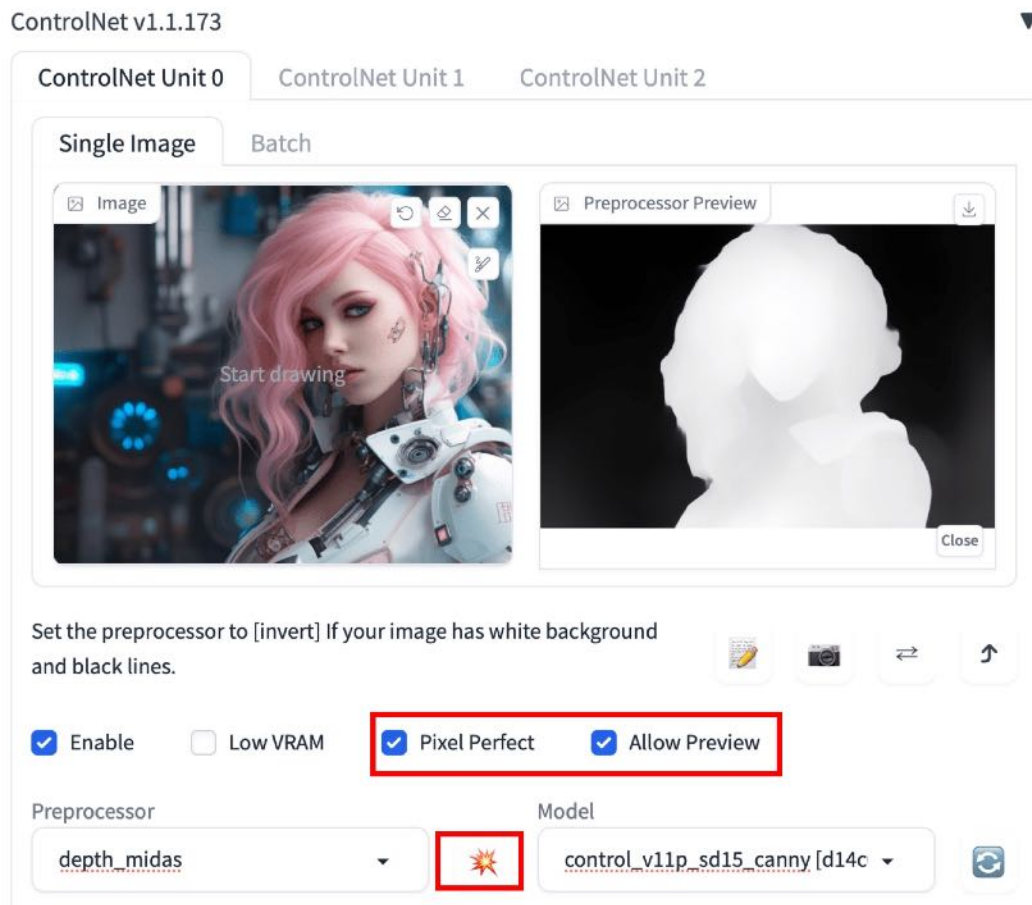 ControlNet v1.1.173
ControlNet Unit 0 ControlNet Unit 1 ControlNet Unit 2
Single Image Batch
Image Preprocessor Preview
Start drawing
Close
Set the preprocessor to [invert] If your image has white background
and black lines.
Enable Low VRAM Pixel Perfect Allow Preview
Preprocessor Model
depth_midas control_v11p_sd15_canny [d14c